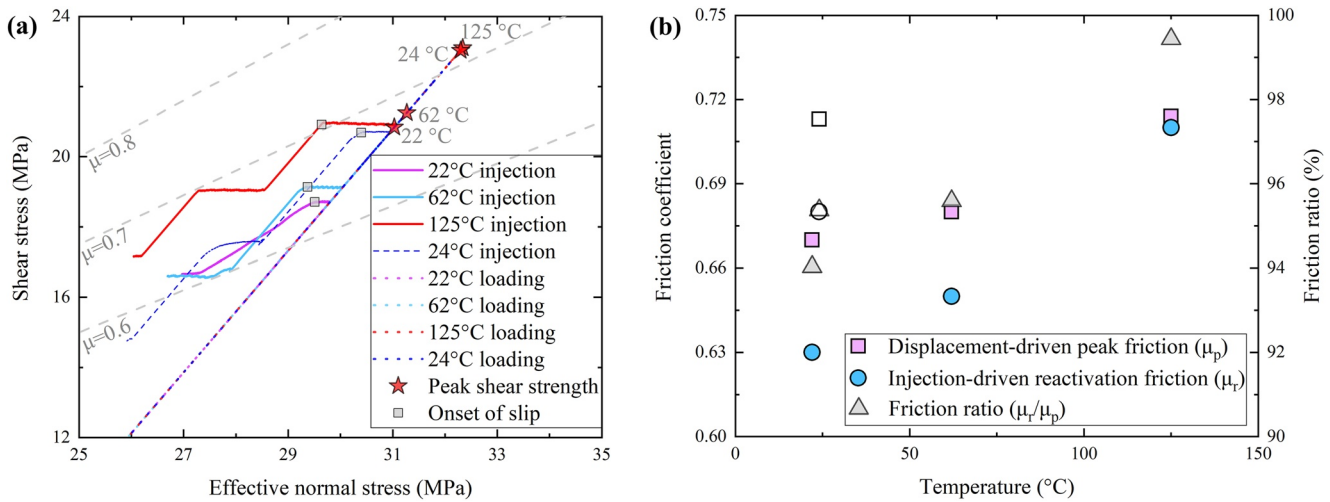 (a)
24
20
16
12
25
27
29
31
33
35
Shear stress (MPa)
Effective normal stress (MPa)
μ=0.8
μ=0.7
μ=0.6
125 °C
24 °C
62 °C
22 °C
22°C injection
62°C injection
125°C injection
24°C injection
22°C loading
62°C loading
125°C loading
24°C loading
Peak shear strength
Onset of slip
(b)
0.75
0.72
0.69
0.66
0.63
0.60
Friction coefficient
0
50
100
150
Temperature (°C)
100
98
96
94
92
90
Friction ratio (%)
Displacement-driven peak friction (μp)
Injection-driven reactivation friction (μr)
Friction ratio (μr/μp)